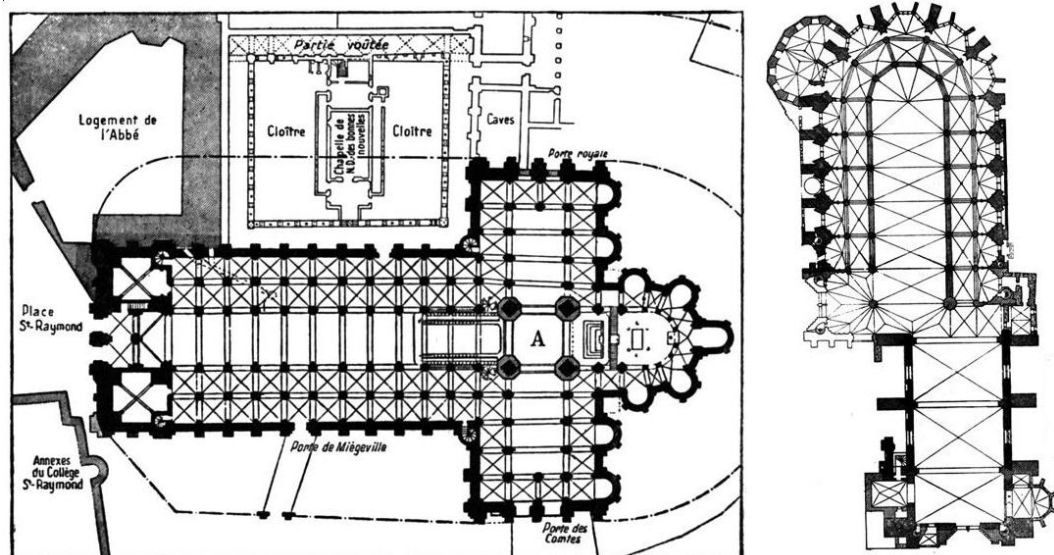 Partie voûtée
Logement de
l'Abbé
Cloître
Chapelle de
N.D. des bonnes
nouvelles
Cloître
Caves
Porte royale
Place
St-Raymond
A
Porte de Miégeville
Annexes
du Collège
St-Raymond
Porte des
Comtes